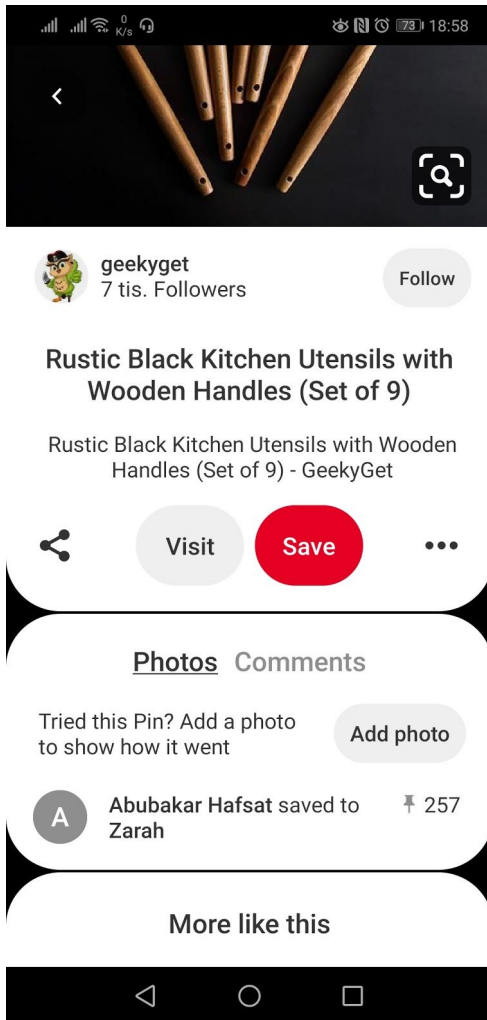 0
K/s
73
18:58
geekyget
7 tis. Followers
Follow
Rustic Black Kitchen Utensils with
Wooden Handles (Set of 9)
Rustic Black Kitchen Utensils with Wooden
Handles (Set of 9) - GeekyGet
Visit
Save
Photos
Comments
Tried this Pin? Add a photo
to show how it went
Add photo
A
Abubakar Hafsat saved to
Zarah
257
More like this